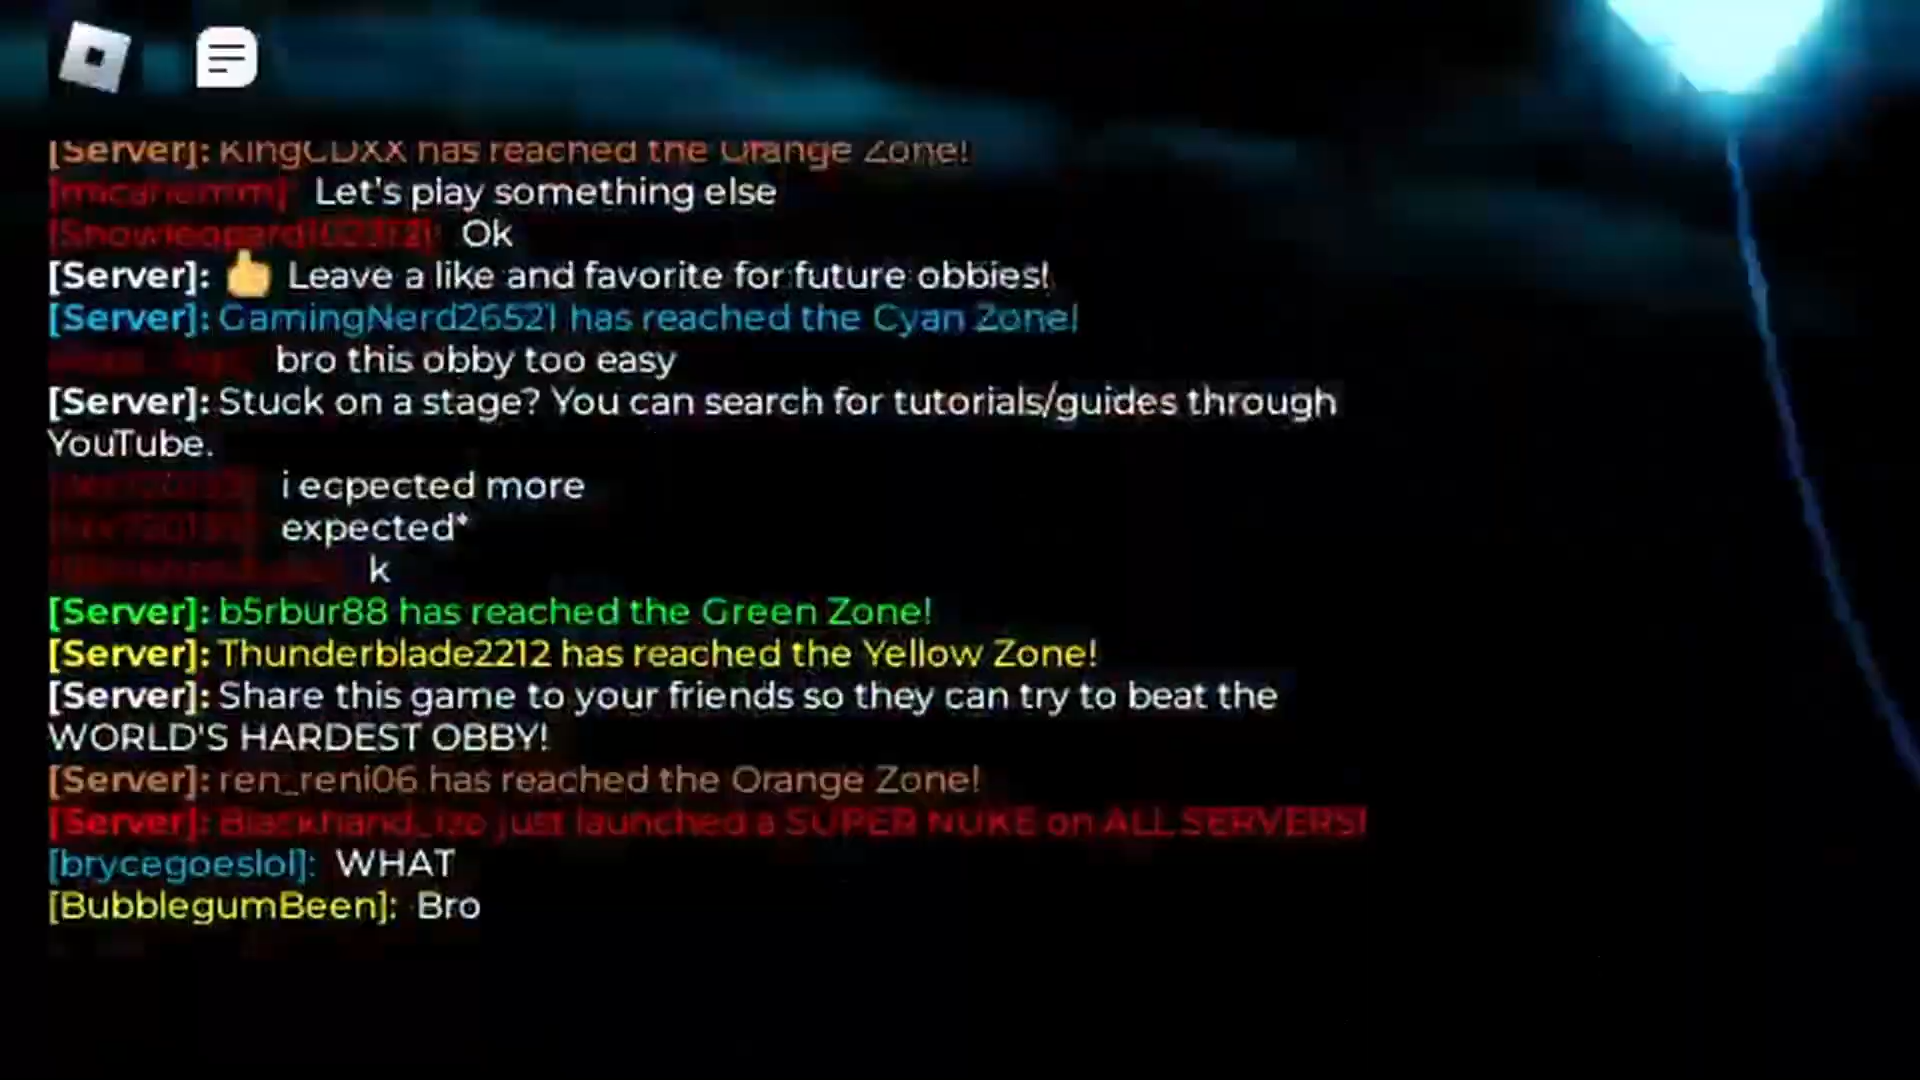 [Server]: KingCDXX has reached the Orange Zone!
[micahemm]: Let's play something else
Ok
[Server]: 👍 Leave a like and favorite for future obbies!
[Server]: GamingNerd26521 has reached the Cyan Zone!
bro this obby too easy
[Server]: Stuck on a stage? You can search for tutorials/guides through
YouTube.
i ecpected more
expected*
k
[Server]: b5rbur88 has reached the Green Zone!
[Server]: Thunderblade2212 has reached the Yellow Zone!
[Server]: Share this game to your friends so they can try to beat the
WORLD'S HARDEST OBBY!
[Server]: ren_reni06 has reached the Orange Zone!
[Server]: Blackhand_Izo just launched a SUPER NUKE on ALL SERVERS!
[brycegoeslol]: WHAT
[BubblegumBeen]: Bro